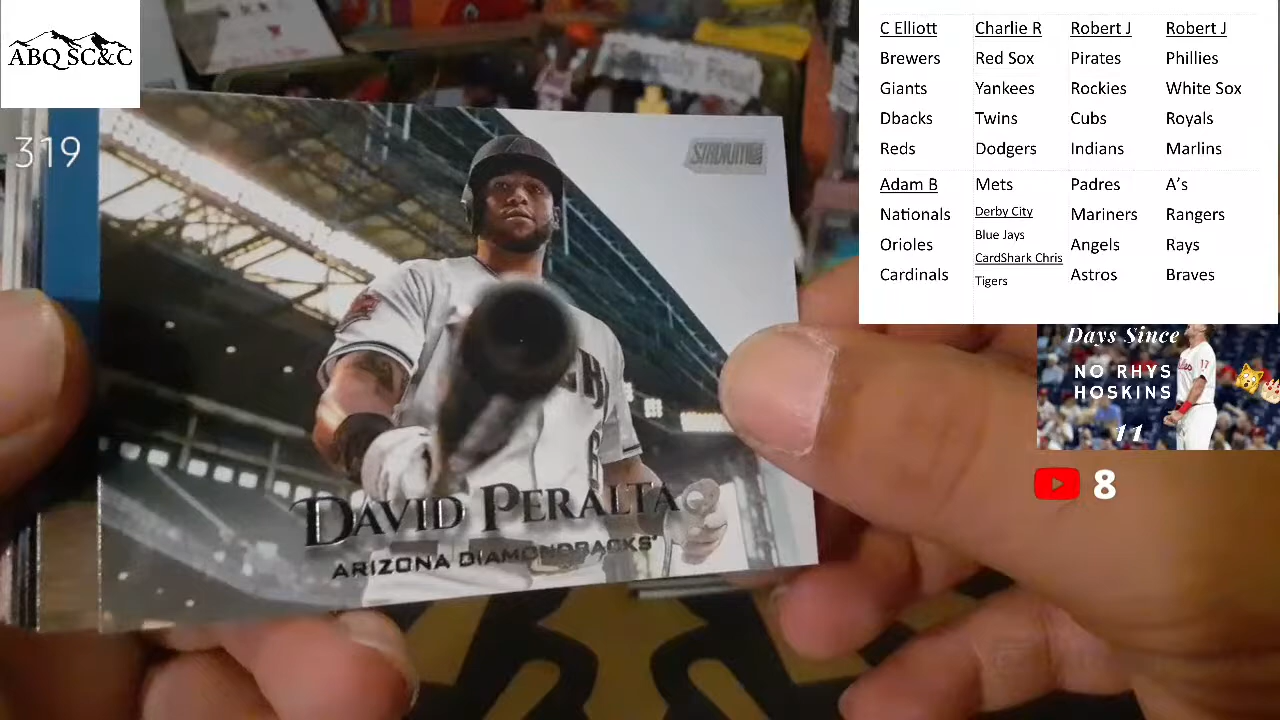 ABQ SC&C
319
STADIUM
DAVID PERALTA
ARIZONA DIAMONDBACKS
C Elliott
Brewers
Giants
Dbacks
Reds
Adam B
Nationals
Orioles
Cardinals
Charlie R
Red Sox
Yankees
Twins
Dodgers
Mets
Derby City
Blue Jays
CardShark Chris
Tigers
Robert J
Pirates
Rockies
Cubs
Indians
Padres
Mariners
Angels
Astros
Robert J
Phillies
White Sox
Royals
Marlins
A's
Rangers
Rays
Braves
Days Since
NO RHYS
HOSKINS
11
17
8